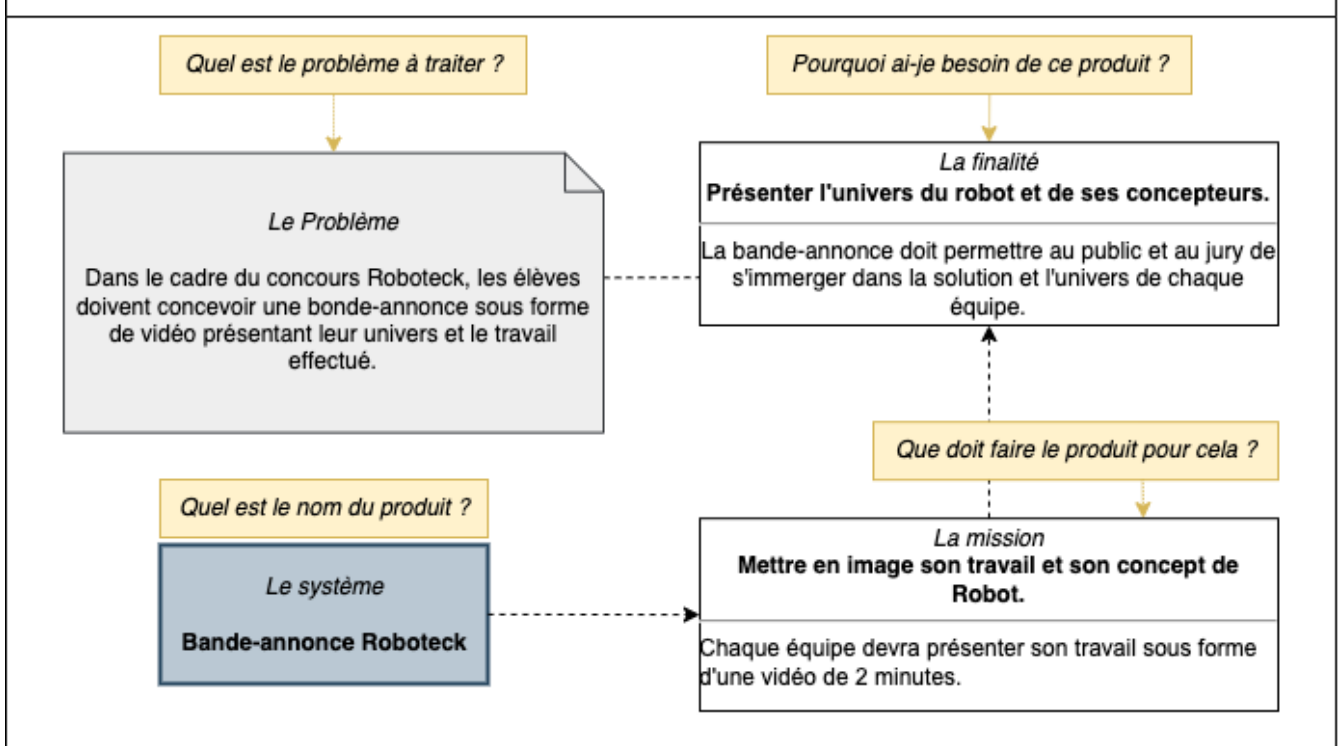 Quel est le problème à traiter ?
Pourquoi ai-je besoin de ce produit ?
Le Problème
Dans le cadre du concours Roboteck, les élèves
doivent concevoir une bonde-annonce sous forme
de vidéo présentant leur univers et le travail
effectué.
La finalité
Présenter l'univers du robot et de ses concepteurs.
La bande-annonce doit permettre au public et au jury de
s'immerger dans la solution et l'univers de chaque
équipe.
Que doit faire le produit pour cela ?
Quel est le nom du produit ?
Le système
Bande-annonce Roboteck
La mission
Mettre en image son travail et son concept de
Robot.
Chaque équipe devra présenter son travail sous forme
d'une vidéo de 2 minutes.